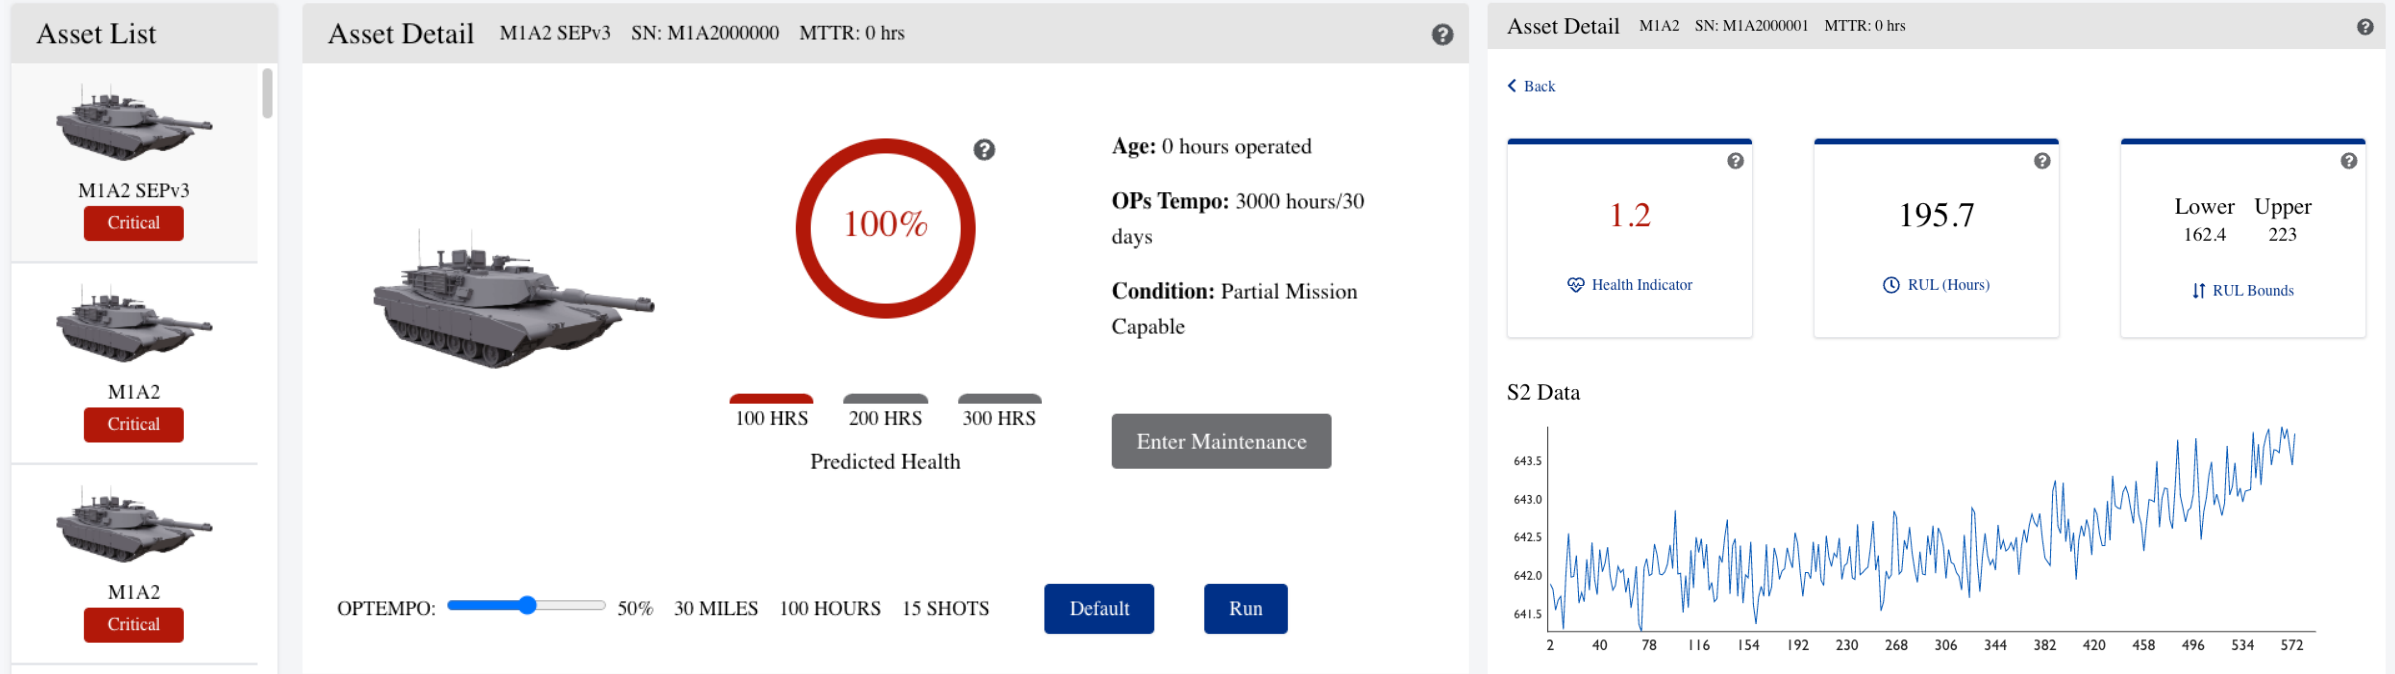 Asset List
M1A2 SEPv3
Critical
M1A2
Critical
M1A2
Critical
Asset Detail M1A2 SEPv3 SN: M1A2000000 MTTR: 0 hrs
100%
100 HRS 200 HRS 300 HRS
Predicted Health
Age: 0 hours operated
OPs Tempo: 3000 hours/30
days
Condition: Partial Mission
Capable
Enter Maintenance
OPTEMPO: 50% 30 MILES 100 HOURS 15 SHOTS Default Run
Asset Detail M1A2 SN: M1A2000001 MTTR: 0 hrs
Back
1.2
Health Indicator
195.7
RUL (Hours)
Lower Upper
162.4 223
RUL Bounds
S2 Data
643.5
643.0
642.5
642.0
641.5
2 40 78 116 154 192 230 268 306 344 382 420 458 496 534 572